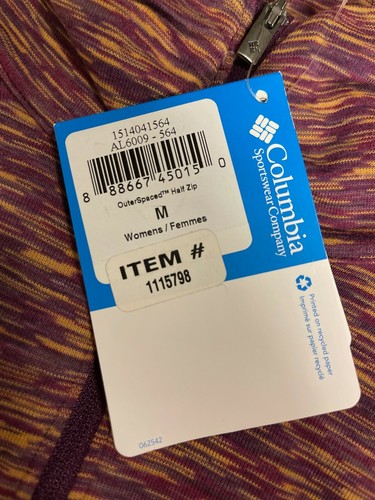 1514041564
AL6009 - 564
8 88667 45015 0
OuterSpaced™ Half Zip
M
Womens / Femmes
ITEM #
1115798
Columbia
Sportswear Company
Printed on recycled paper
Imprimé sur papier recyclé
062542